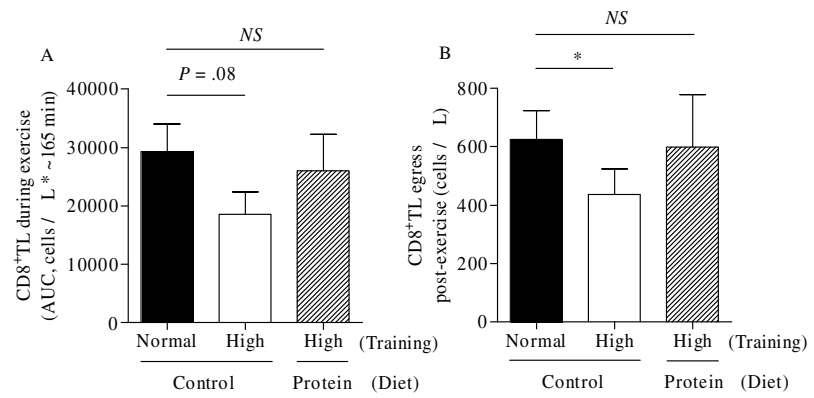 A
NS
P = .08
CD8⁺TL during exercise
(AUC, cells / L * ~165 min)
40000
30000
20000
10000
0
Normal High High (Training)
Control Protein (Diet)
B
NS
*
CD8⁺TL egress
post-exercise (cells / L)
800
600
400
200
0
Normal High High (Training)
Control Protein (Diet)